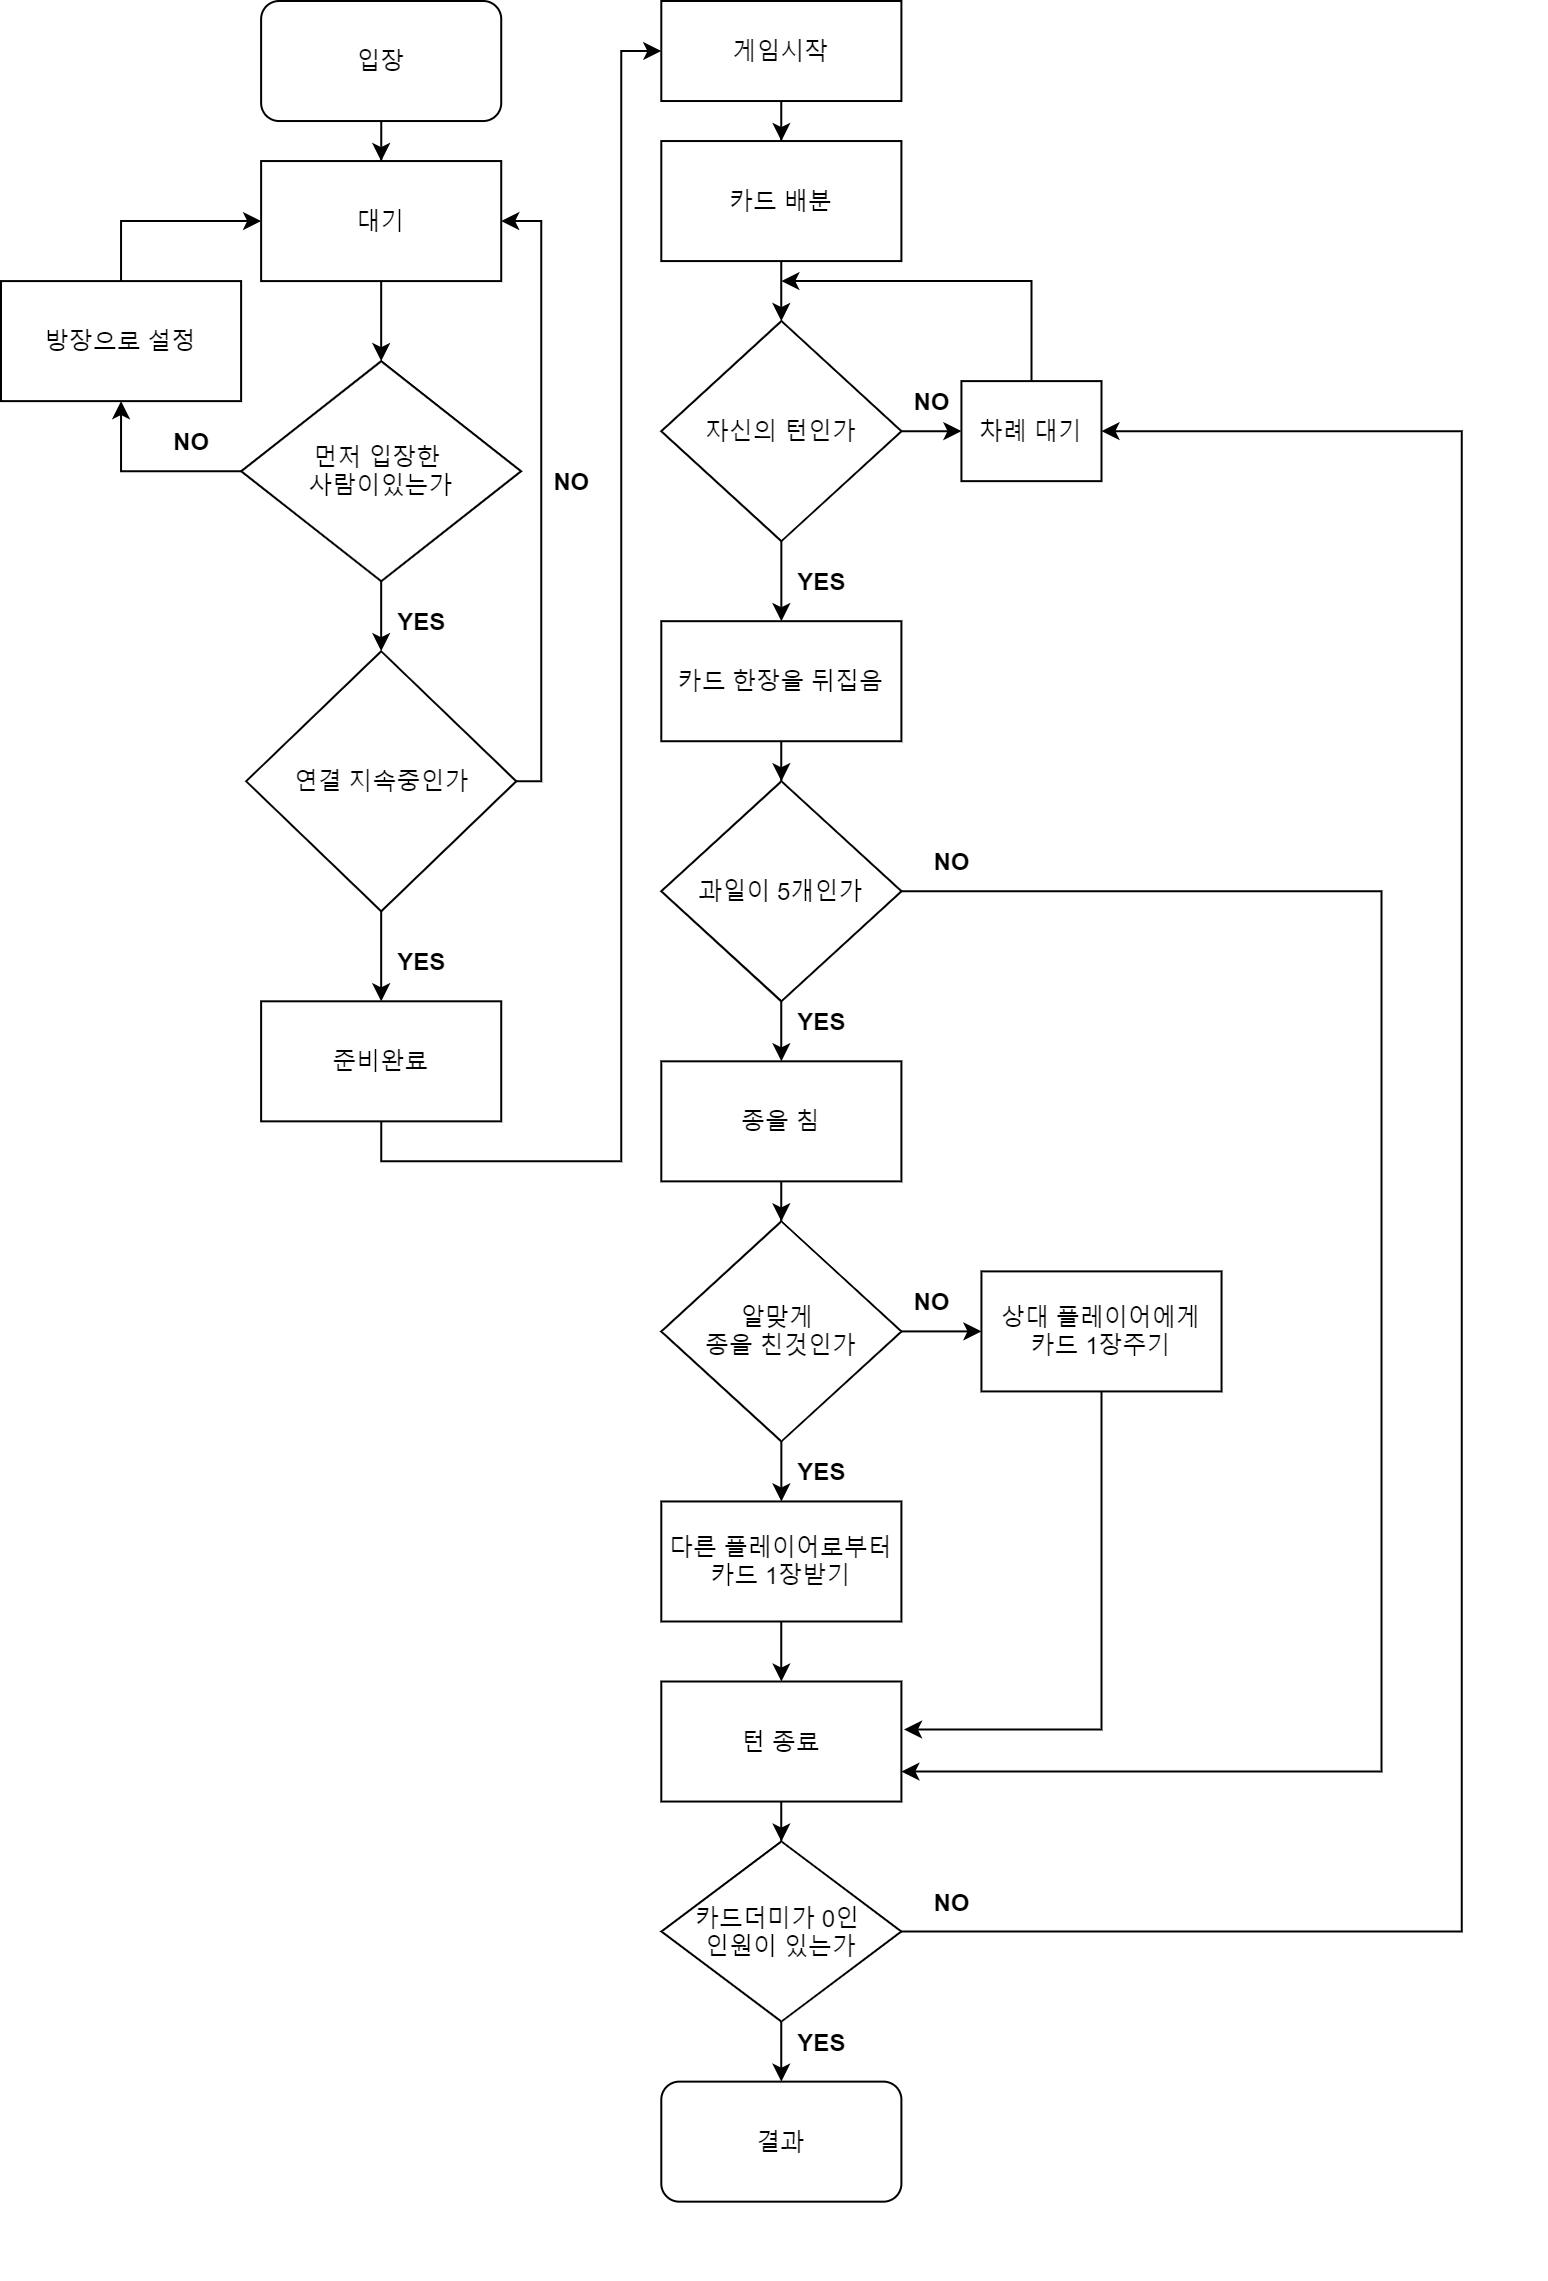 입장
대기
방장으로 설정
NO
먼저 입장한
사람이있는가
NO
YES
연결 지속중인가
YES
준비완료
게임시작
카드 배분
자신의 턴인가
NO
차례 대기
YES
카드 한장을 뒤집음
과일이 5개인가
NO
YES
종을 침
알맞게
종을 친것인가
NO
상대 플레이어에게
카드 1장주기
YES
다른 플레이어로부터
카드 1장받기
턴 종료
카드더미가 0인
인원이 있는가
NO
YES
결과